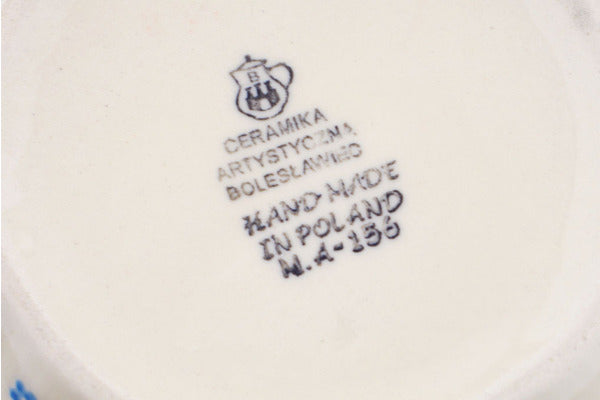 B
CERAMIKA
ARTYSTYCZNA
BOLESŁAWIEC
HAND MADE
IN POLAND
M.A-156